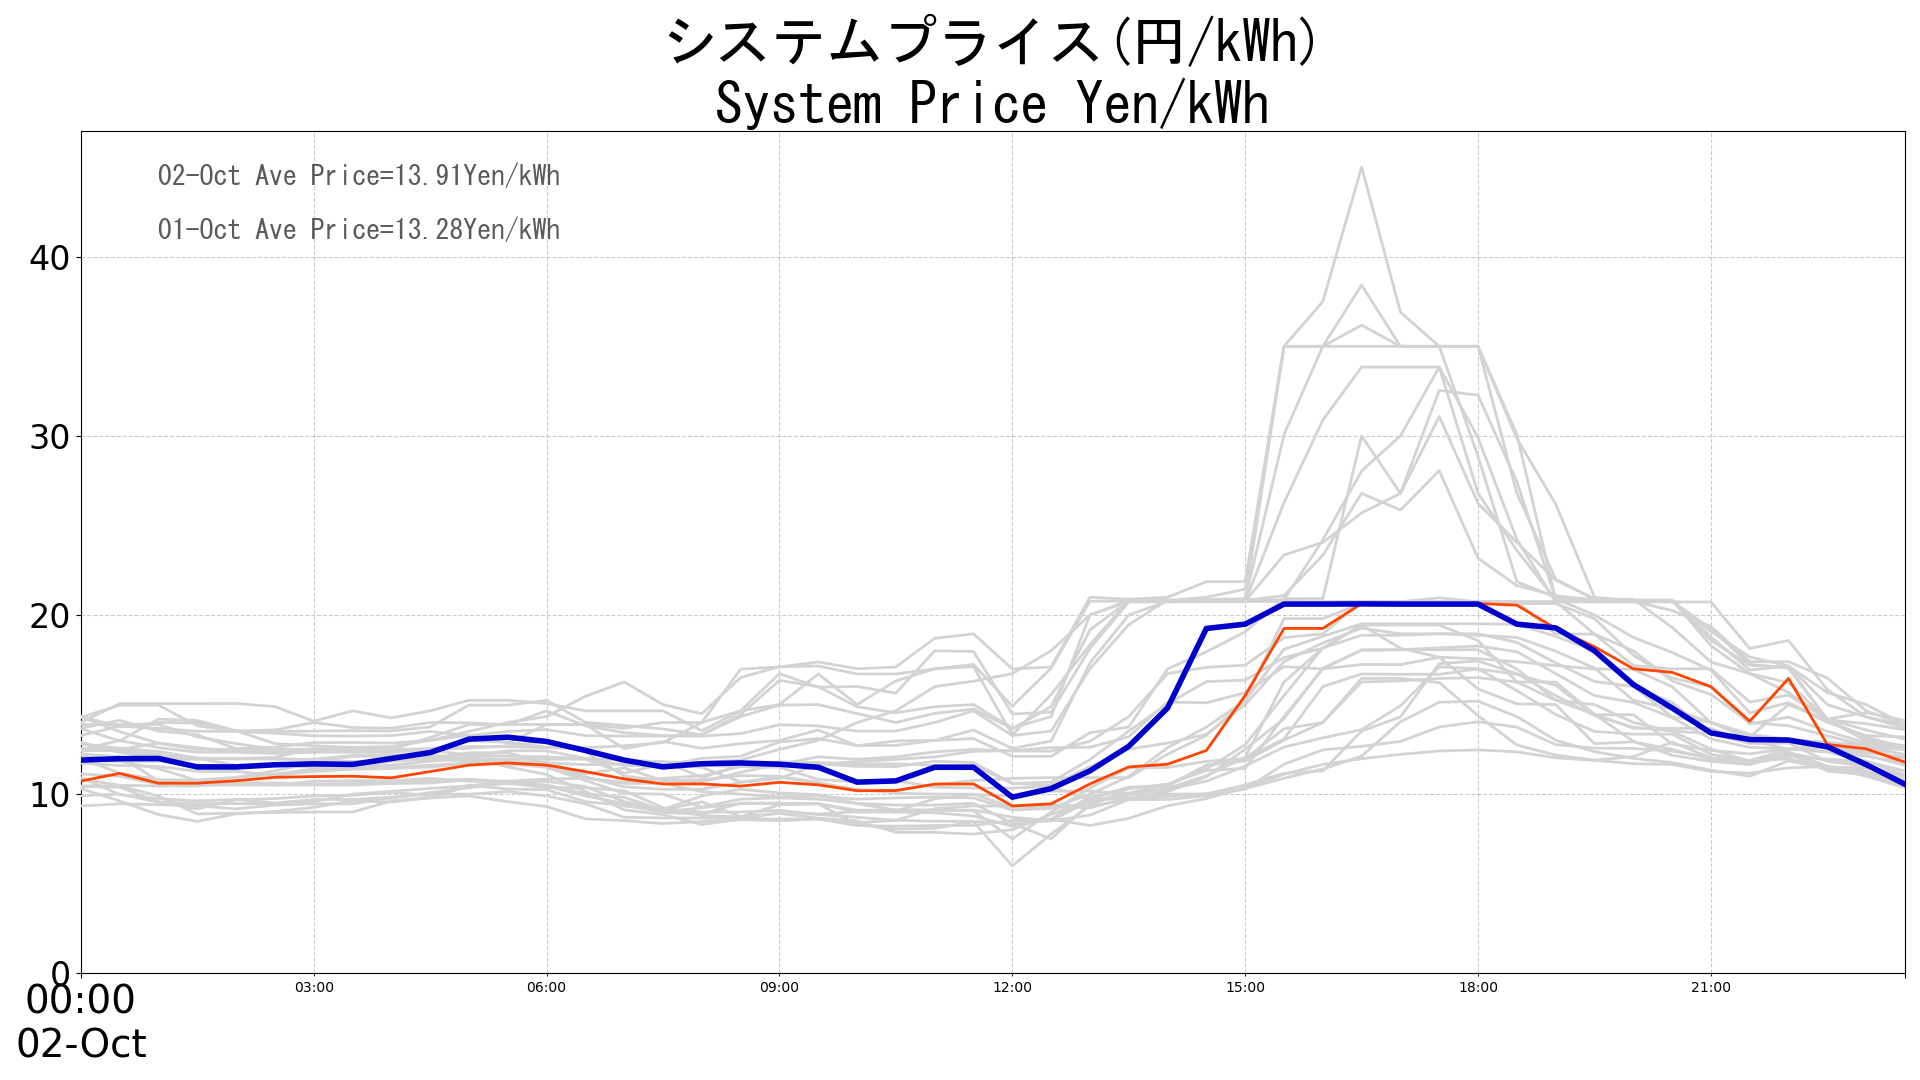 システムプライス(円/kWh)
System Price Yen/kWh
02-Oct Ave Price=13.91Yen/kWh
01-Oct Ave Price=13.28Yen/kWh
40
30
20
10
0
00:00
02-Oct
03:00
06:00
09:00
12:00
15:00
18:00
21:00